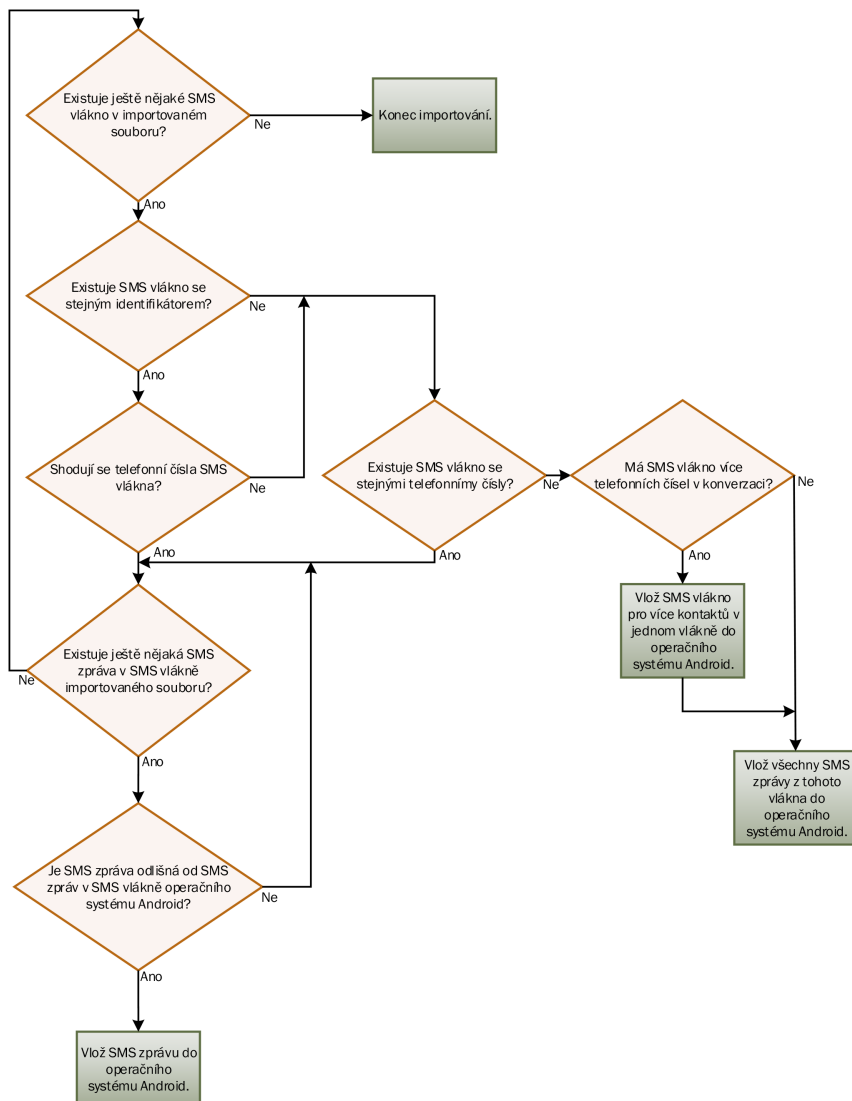 Existuje ještě nějaké SMS
vlákno v importovaném
souboru?
Ne
Konec importování.
Ano
Existuje SMS vlákno se
stejným identifikátorem?
Ne
Ano
Shodují se telefonní čísla SMS
vlákna?
Ne
Existuje SMS vlákno se
stejnými telefonnímy čísly?
Ne
Má SMS vlákno více
telefonních čísel v konverzaci?
Ne
Ano
Ano
Ano
Vlož SMS vlákno
pro více kontaktů v
jednom vlákně do
operačního
systému Android.
Existuje ještě nějaká SMS
zpráva v SMS vlákně
importovaného souboru?
Ne
Ano
Vlož všechny SMS
zprávy z tohoto
vlákna do
operačního
systému Android.
Je SMS zpráva odlišná od SMS
zpráv v SMS vlákně operačního
systému Android?
Ne
Ano
Vlož SMS zprávu do
operačního
systému Android.